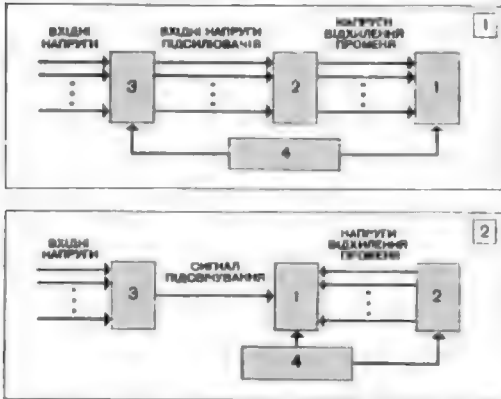 ВХІДНІ
НАПРУГИ
ВХІДНІ НАПРУГИ
ПІДСИЛЮВАЧІВ
НАПРУГИ
ВІДХИЛЕННЯ
ПРОМЕНЯ
1
3
2
1
4
ВХІДНІ
НАПРУГИ
СИГНАЛ
ПІДСВІЧУВАННЯ
НАПРУГИ
ВІДХИЛЕННЯ
ПРОМЕНЯ
2
3
1
2
4